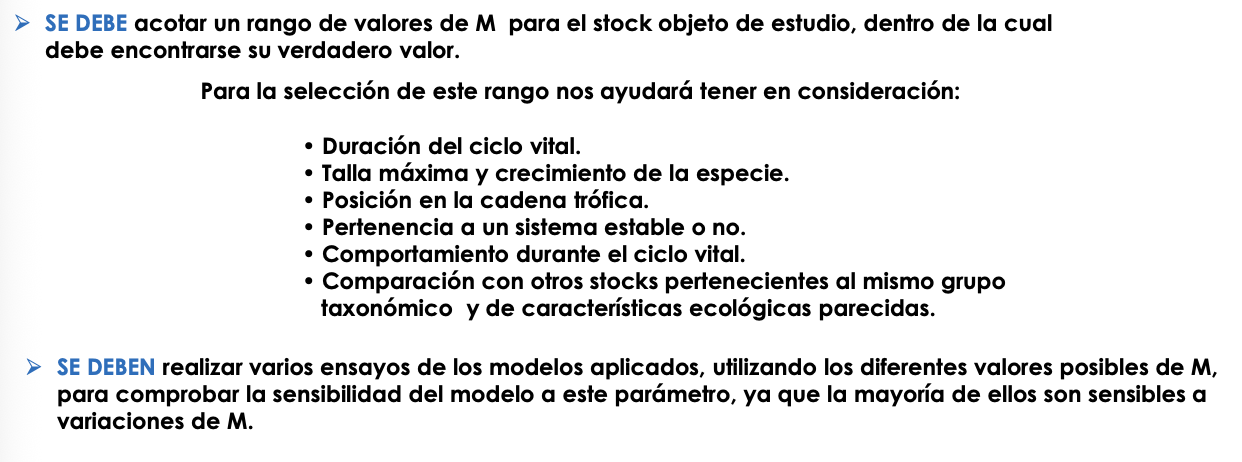 ➢ SE DEBE acotar un rango de valores de M para el stock objeto de estudio, dentro de la cual
debe encontrarse su verdadero valor.
Para la selección de este rango nos ayudará tener en consideración:
• Duración del ciclo vital.
• Talla máxima y crecimiento de la especie.
• Posición en la cadena trófica.
• Pertenencia a un sistema estable o no.
• Comportamiento durante el ciclo vital.
• Comparación con otros stocks pertenecientes al mismo grupo
taxonómico y de características ecológicas parecidas.
➢ SE DEBEN realizar varios ensayos de los modelos aplicados, utilizando los diferentes valores posibles de M,
para comprobar la sensibilidad del modelo a este parámetro, ya que la mayoría de ellos son sensibles a
variaciones de M.